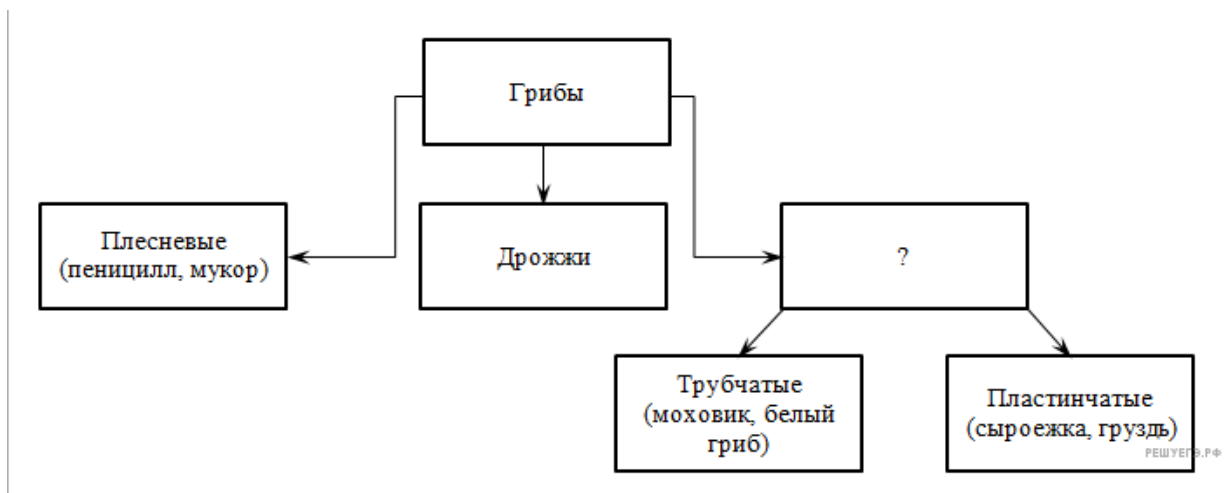 Грибы
Плесневые
(пеницилл, мукор)
Дрожжи
?
Трубчатые
(моховик, белый
гриб)
Пластинчатые
(сыроежка, груздь)
РЕШУЕГЭ.РФ